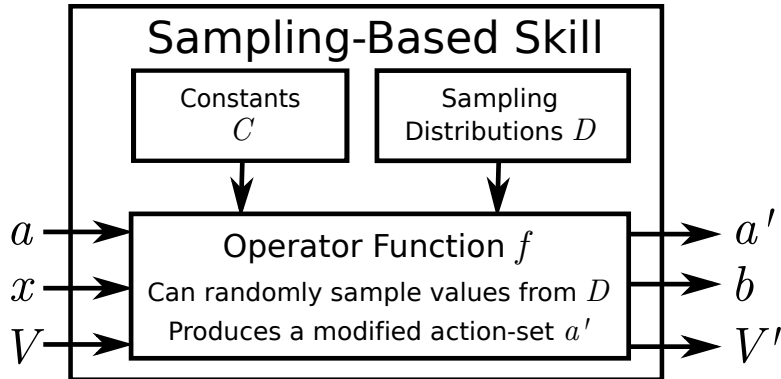 Sampling-Based Skill
Constants
C
Sampling
Distributions D
a
x
V
Operator Function f
Can randomly sample values from D
Produces a modified action-set a'
a'
b
V'